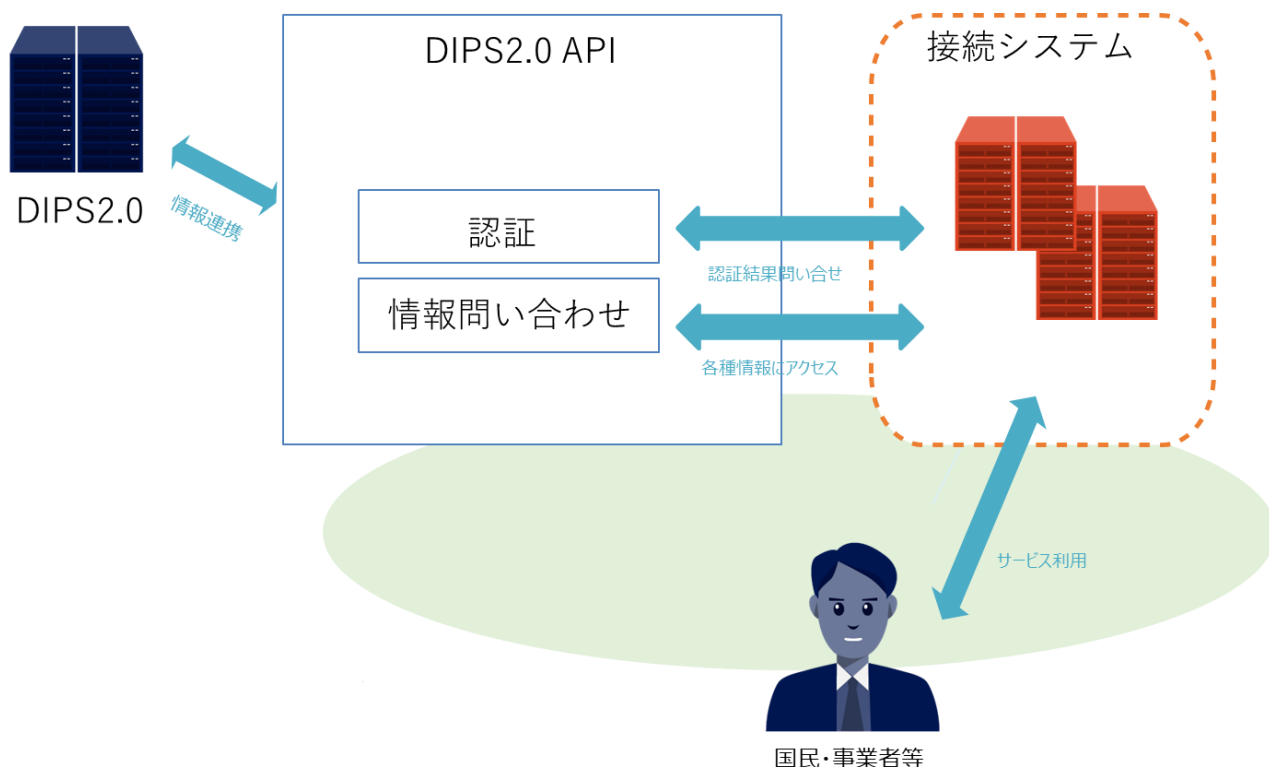 DIPS2.0 API
接続システム
DIPS2.0
情報連携
認証
認証結果問い合せ
情報問い合わせ
各種情報にアクセス
サービス利用
国民・事業者等